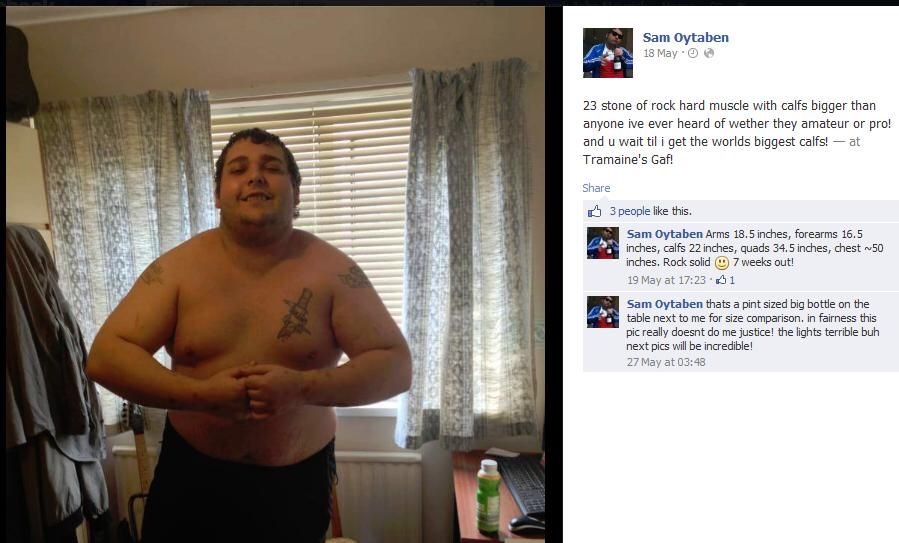 Sam Oytaben
18 May
23 stone of rock hard muscle with calfs bigger than
anyone ive ever heard of wether they amateur or pro!
and u wait til i get the worlds biggest calfs! — at
Tramaine's Gaf!
Share
3 people like this.
Sam Oytaben Arms 18.5 inches, forearms 16.5
inches, calfs 22 inches, quads 34.5 inches, chest ~50
inches. Rock solid 7 weeks out!
19 May at 17:23 · 1
Sam Oytaben thats a pint sized big bottle on the
table next to me for size comparison. in fairness this
pic really doesnt do me justice! the lights terrible buh
next pics will be incredible!
27 May at 03:48